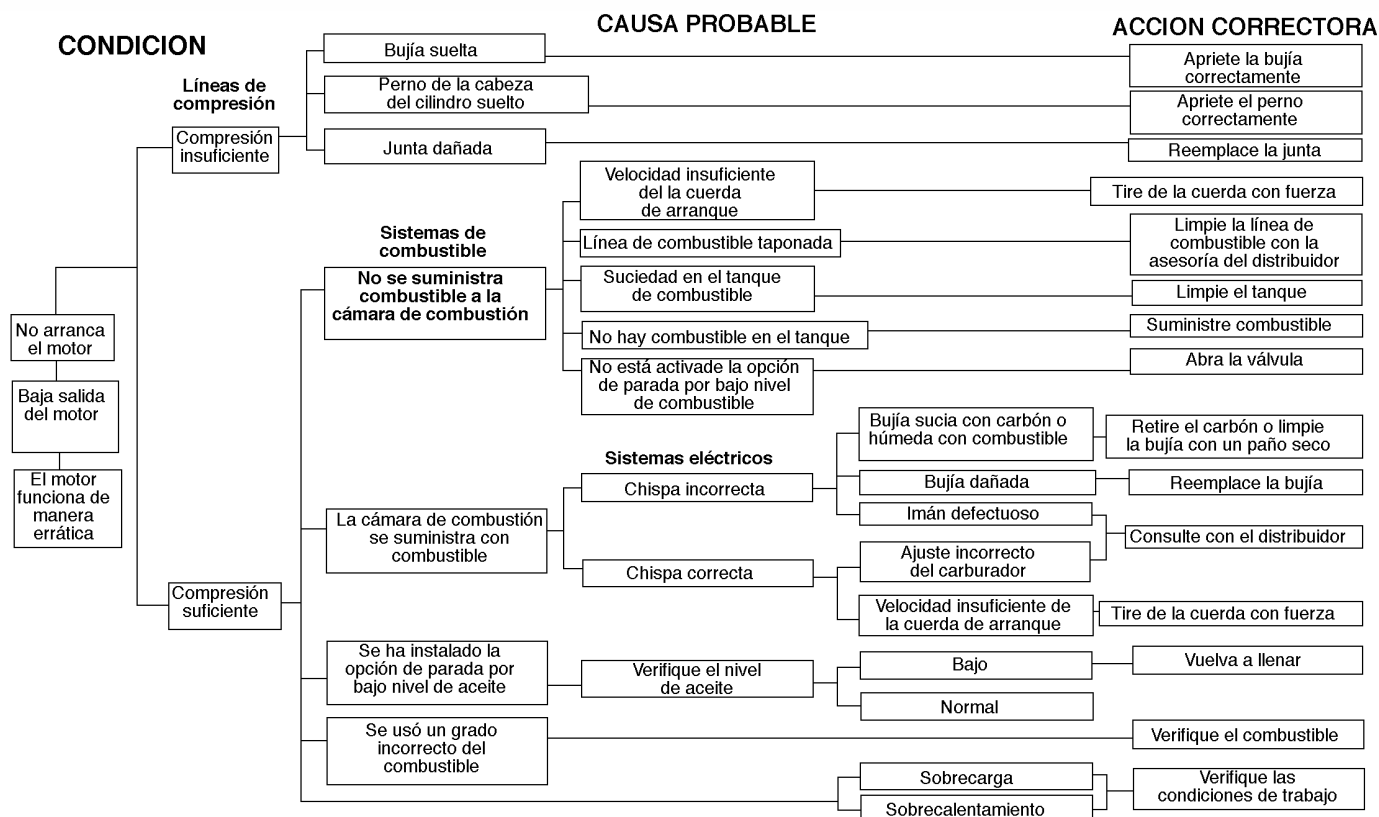 CONDICION
CAUSA PROBABLE
ACCION CORRECTORA
Líneas de
compresión
Compresión
insuficiente
Bujía suelta
Apriete la bujía
correctamente
Perno de la cabeza
del cilindro suelto
Apriete el perno
correctamente
Junta dañada
Reemplace la junta
No arranca
el motor
Baja salida
del motor
El motor
funciona de
manera
errática
Sistemas de
combustible
No se suministra
combustible a la
cámara de combustión
Velocidad insuficiente
del la cuerda
de arranque
Tire de la cuerda con fuerza
Línea de combustible taponada
Limpie la línea de
combustible con la
asesoría del distribuidor
Suciedad en el tanque
de combustible
Limpie el tanque
No hay combustible en el tanque
Suministre combustible
No está activade la opción
de parada por bajo nivel
de combustible
Abra la válvula
Compresión
suficiente
La cámara de combustión
se suministra con
combustible
Sistemas eléctricos
Chispa incorrecta
Bujía sucia con carbón o
húmeda con combustible
Retire el carbón o limpie
la bujía con un paño seco
Bujía dañada
Reemplace la bujía
Imán defectuoso
Consulte con el distribuidor
Chispa correcta
Ajuste incorrecto
del carburador
Velocidad insuficiente de
la cuerda de arranque
Tire de la cuerda con fuerza
Se ha instalado la
opción de parada por
bajo nivel de aceite
Verifique el nivel
de aceite
Bajo
Vuelva a llenar
Normal
Se usó un grado
incorrecto del
combustible
Verifique el combustible
Sobrecarga
Sobrecalentamiento
Verifique las
condiciones de trabajo